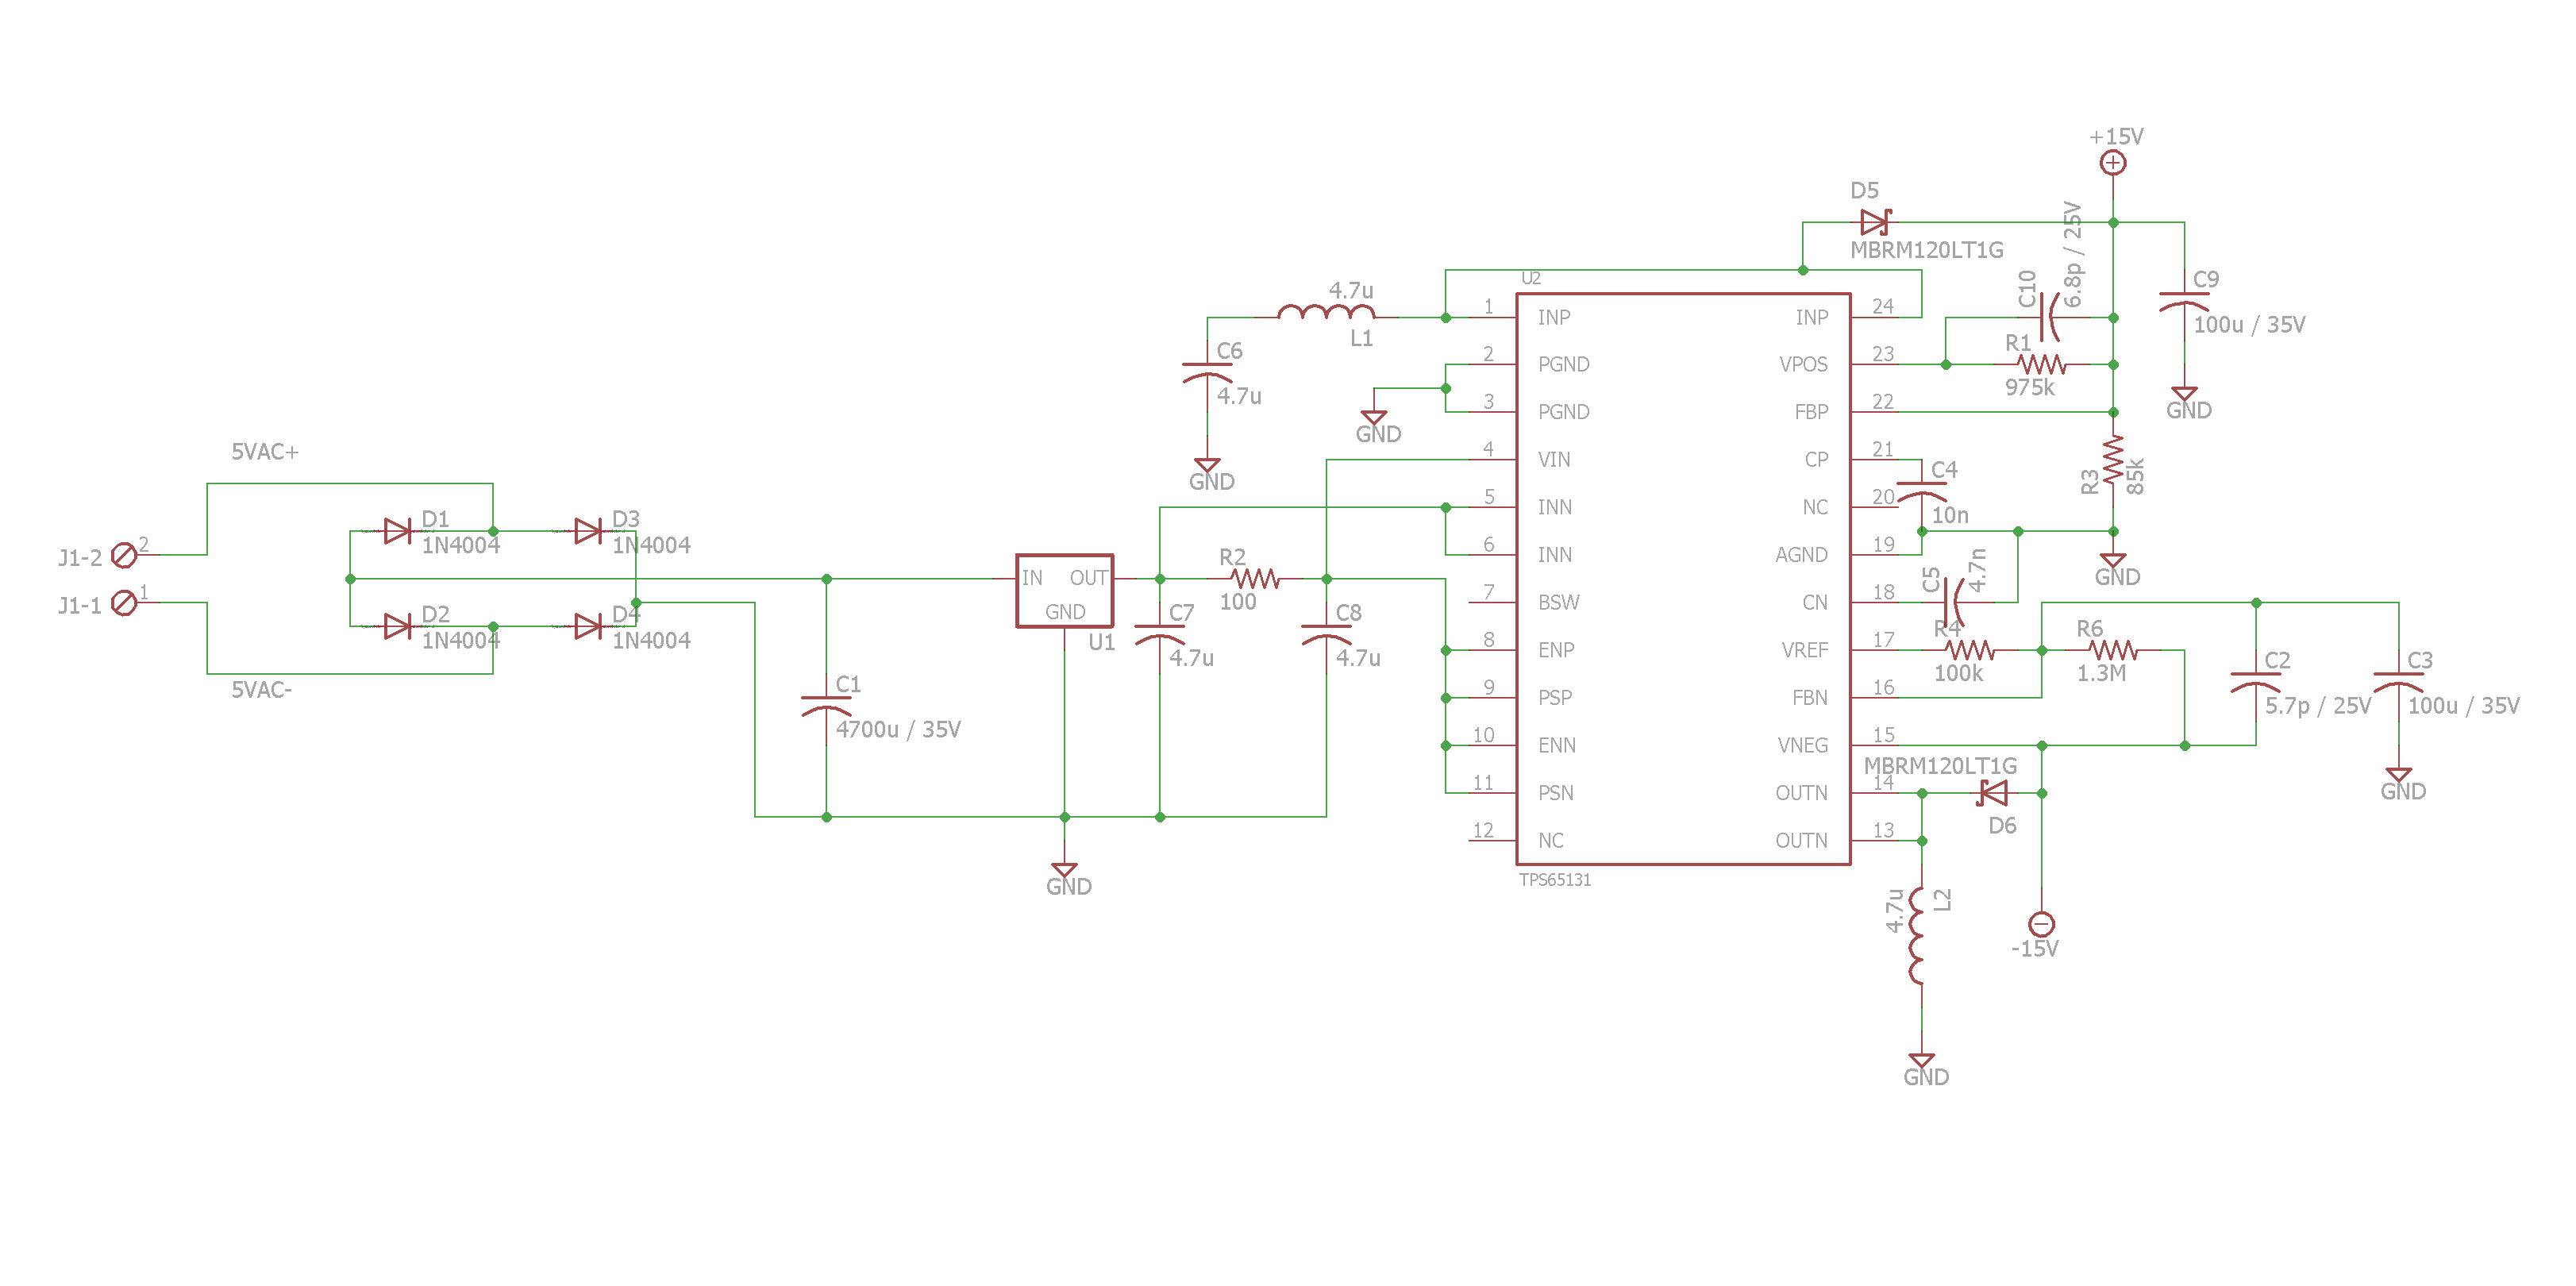 +15V
D5
MBRM120LT1G
C10
6.8p / 25V
C9
100u / 35V
R1
975k
R3
85k
GND
GND
4.7u
L1
C6
4.7u
GND
GND
U2
1 INP
2 PGND
3 PGND
4 VIN
5 INN
6 INN
7 BSW
8 ENP
9 PSP
10 ENN
11 PSN
12 NC
INP 24
VPOS 23
FBP 22
CP 21
NC 20
AGND 19
CN 18
VREF 17
FBN 16
VNEG 15
OUTN 14
OUTN 13
TPS65131
C4
10n
C5
4.7n
R4
100k
R6
1.3M
C2
5.7p / 25V
C3
100u / 35V
GND
MBRM120LT1G
D6
-15V
4.7u
L2
GND
5VAC+
D1
1N4004
D3
1N4004
J1-2
2
J1-1
1
D2
1N4004
D4
1N4004
5VAC-
C1
4700u / 35V
IN OUT
GND
U1
R2
100
C7
4.7u
C8
4.7u
GND